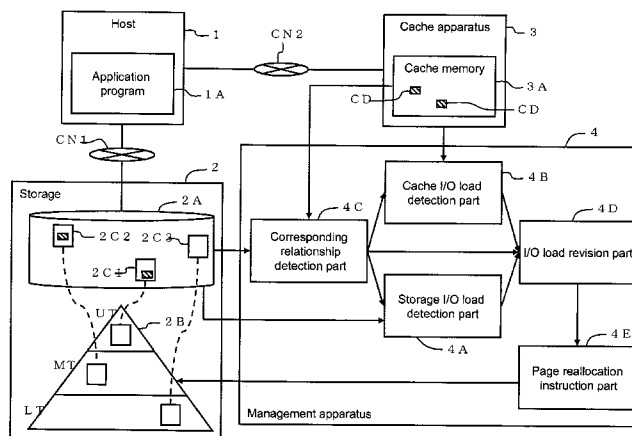 Host
1
Application program
1A
CN2
Cache apparatus
3
Cache memory
3A
CD
CD
CN1
2
Storage
2A
2C2
2C3
2C1
UT
2B
MT
LT
4
4C
Corresponding relationship detection part
Cache I/O load detection part
4B
4D
I/O load revision part
Storage I/O load detection part
4A
4E
Page reallocation instruction part
Management apparatus